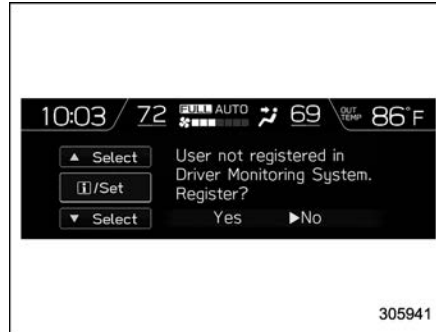 10:03 72 FULL AUTO 69 OUT TEMP 86°F
▲ Select
i/Set
▼ Select
User not registered in
Driver Monitoring System.
Register?
Yes ▶No
305941